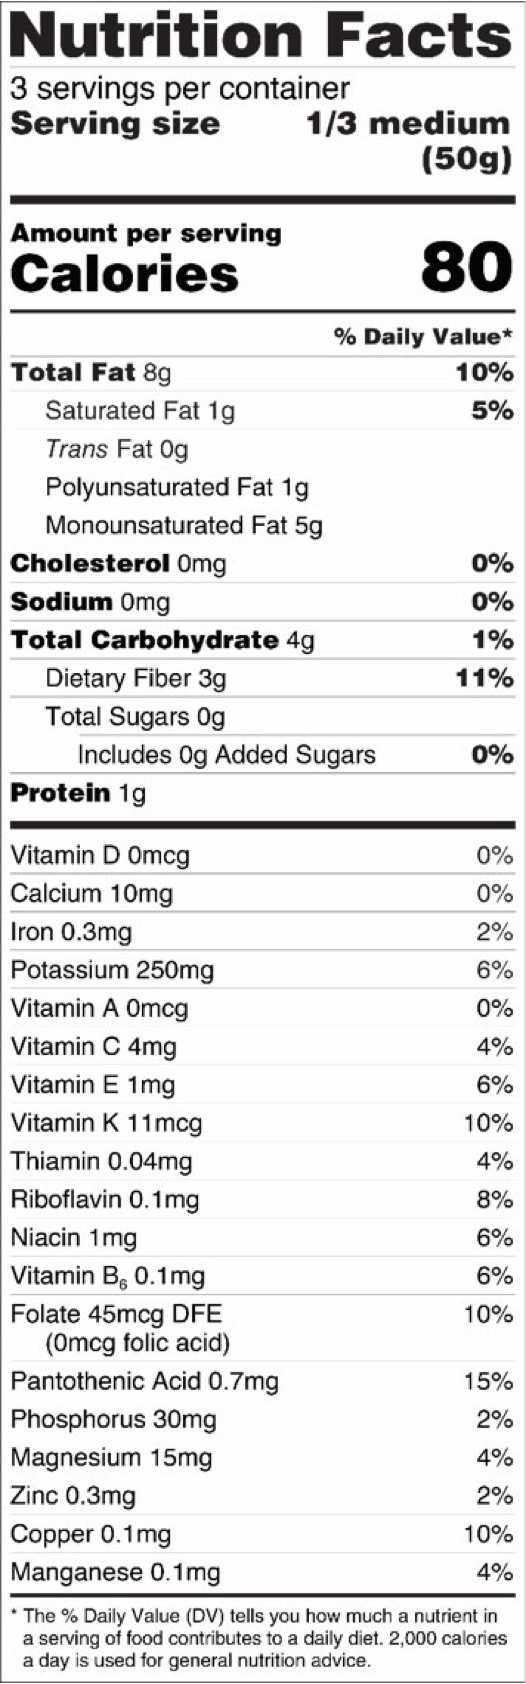 Nutrition Facts
3 servings per container
Serving size 1/3 medium
(50g)
Amount per serving
Calories 80
% Daily Value*
Total Fat 8g 10%
Saturated Fat 1g 5%
Trans Fat 0g
Polyunsaturated Fat 1g
Monounsaturated Fat 5g
Cholesterol 0mg 0%
Sodium 0mg 0%
Total Carbohydrate 4g 1%
Dietary Fiber 3g 11%
Total Sugars 0g
Includes 0g Added Sugars 0%
Protein 1g
Vitamin D 0mcg 0%
Calcium 10mg 0%
Iron 0.3mg 2%
Potassium 250mg 6%
Vitamin A 0mcg 0%
Vitamin C 4mg 4%
Vitamin E 1mg 6%
Vitamin K 11mcg 10%
Thiamin 0.04mg 4%
Riboflavin 0.1mg 8%
Niacin 1mg 6%
Vitamin B₆ 0.1mg 6%
Folate 45mcg DFE 10%
(0mcg folic acid)
Pantothenic Acid 0.7mg 15%
Phosphorus 30mg 2%
Magnesium 15mg 4%
Zinc 0.3mg 2%
Copper 0.1mg 10%
Manganese 0.1mg 4%
* The % Daily Value (DV) tells you how much a nutrient in
a serving of food contributes to a daily diet. 2,000 calories
a day is used for general nutrition advice.